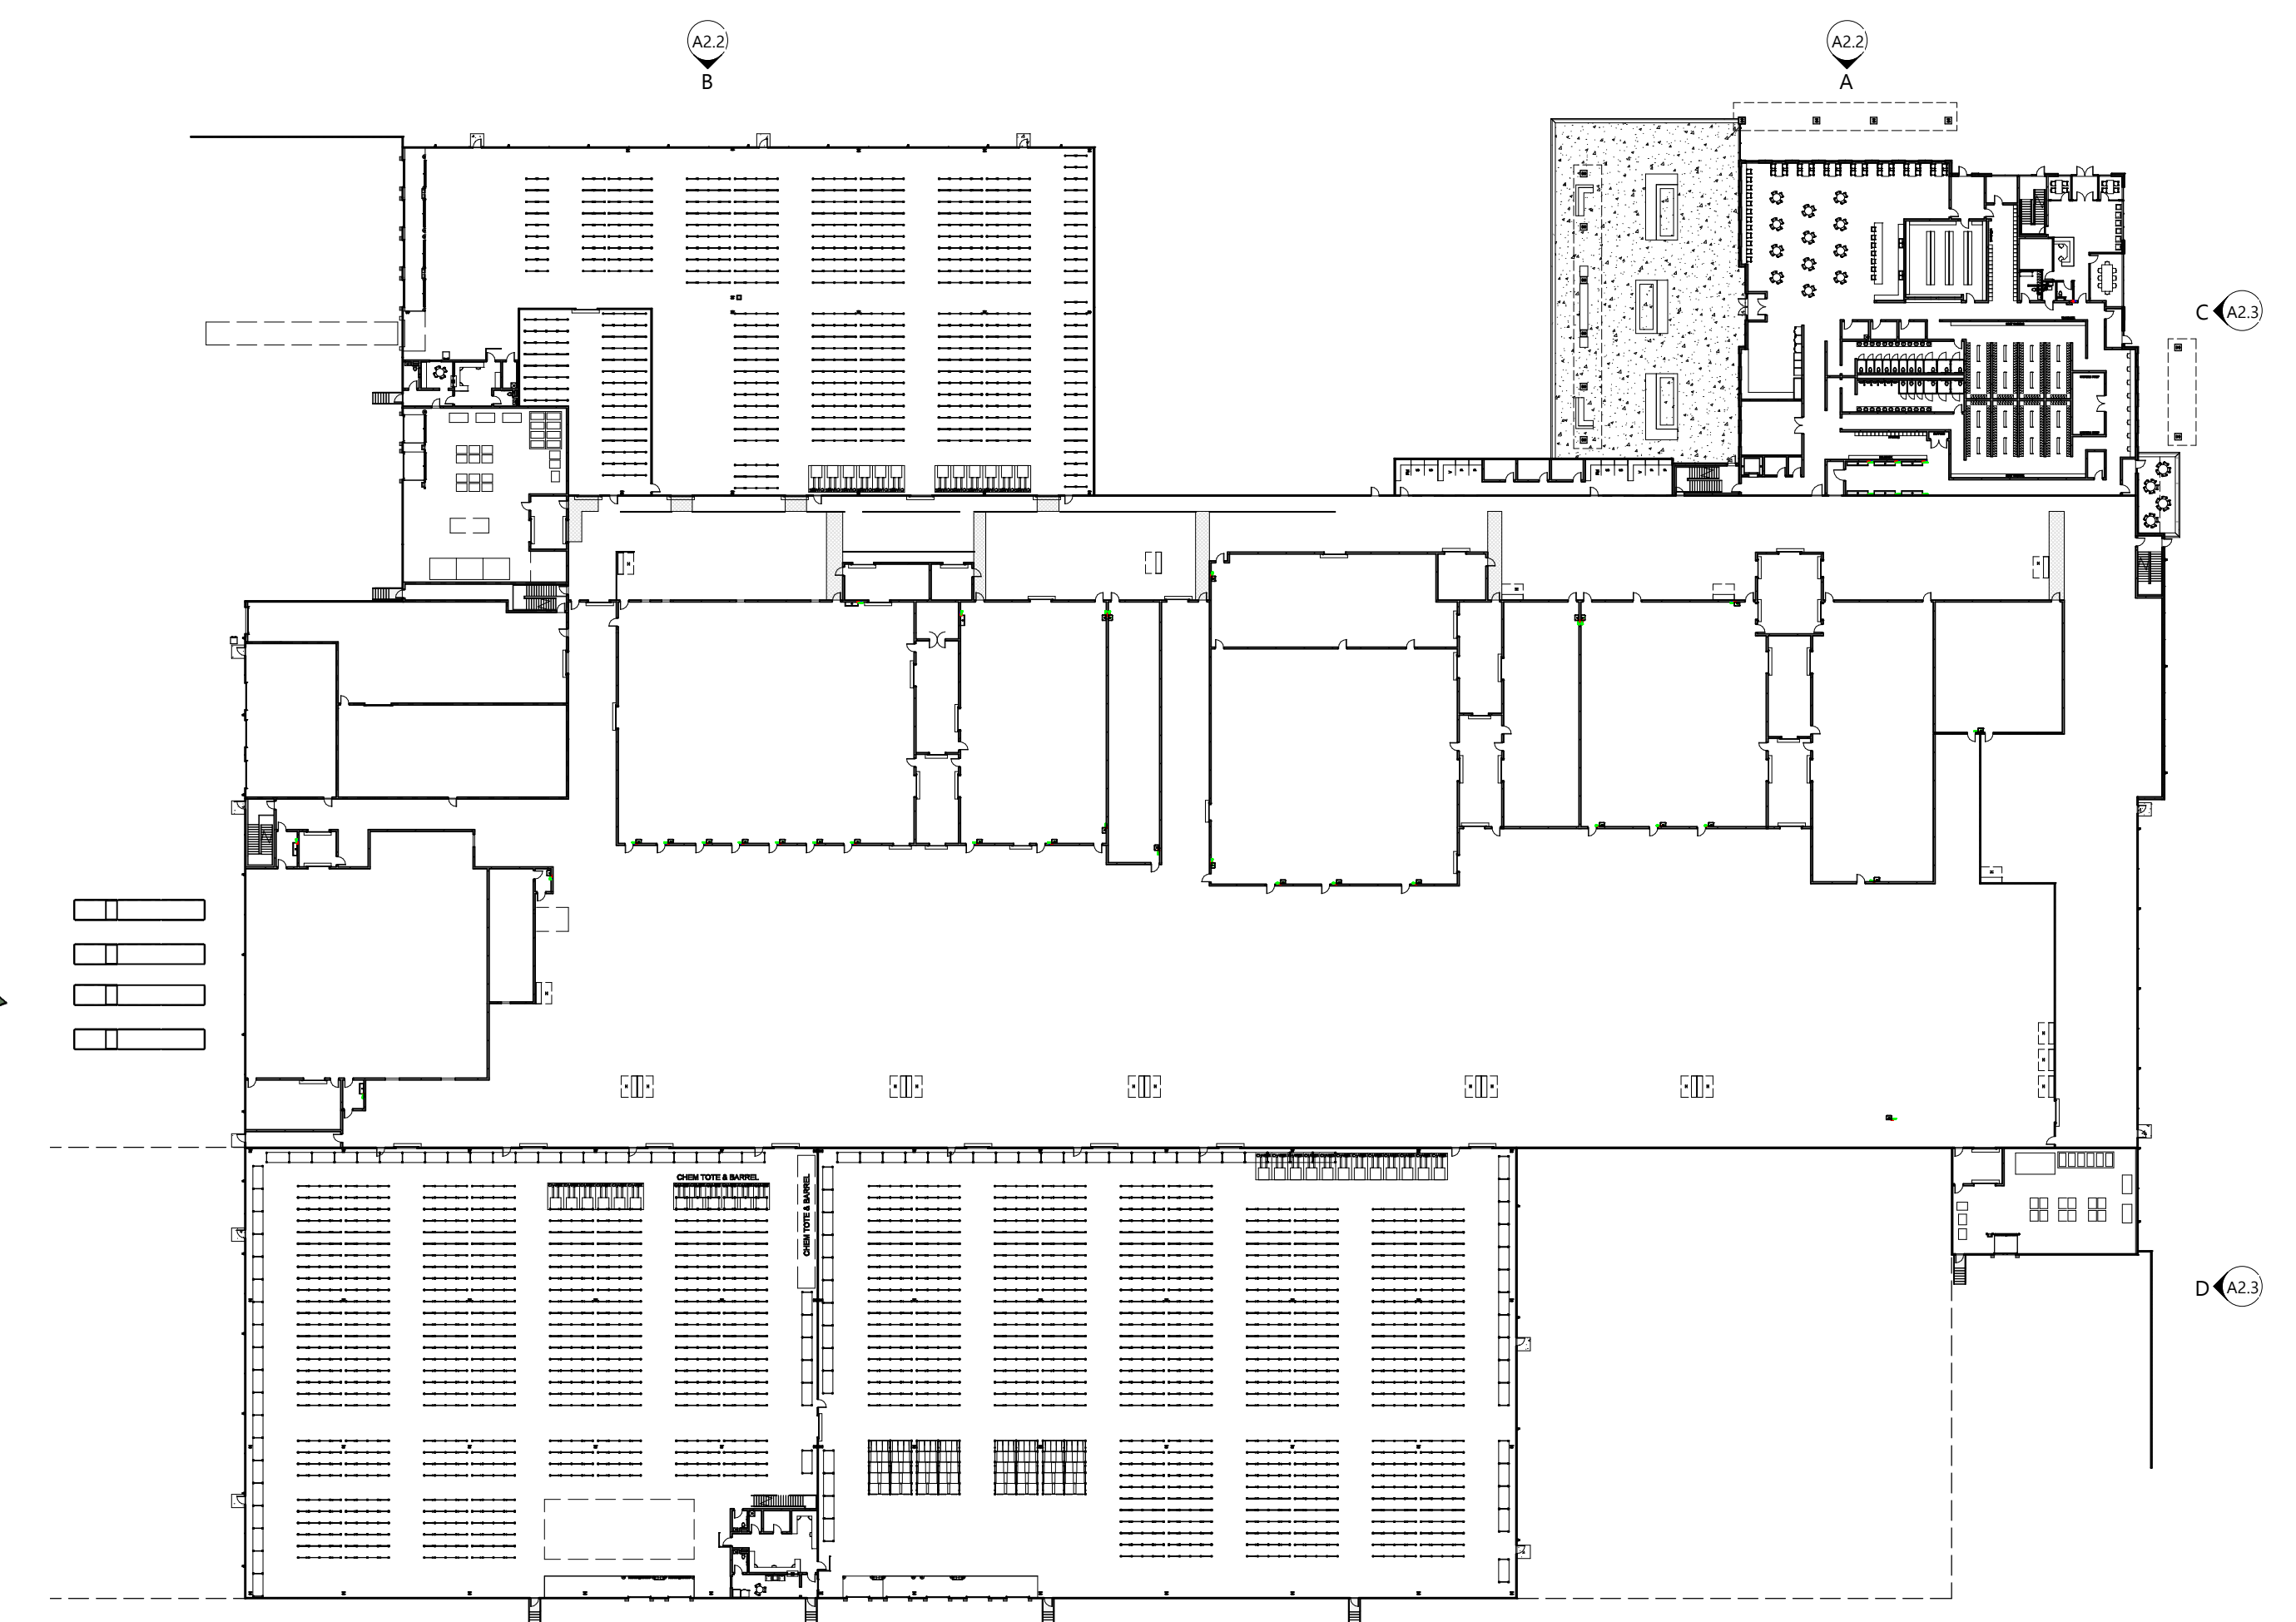 A2.2
B
A2.2
A
C
A2.3
CHEM TOTE & BARREL
CHEM TOTE & BARREL
D
A2.3